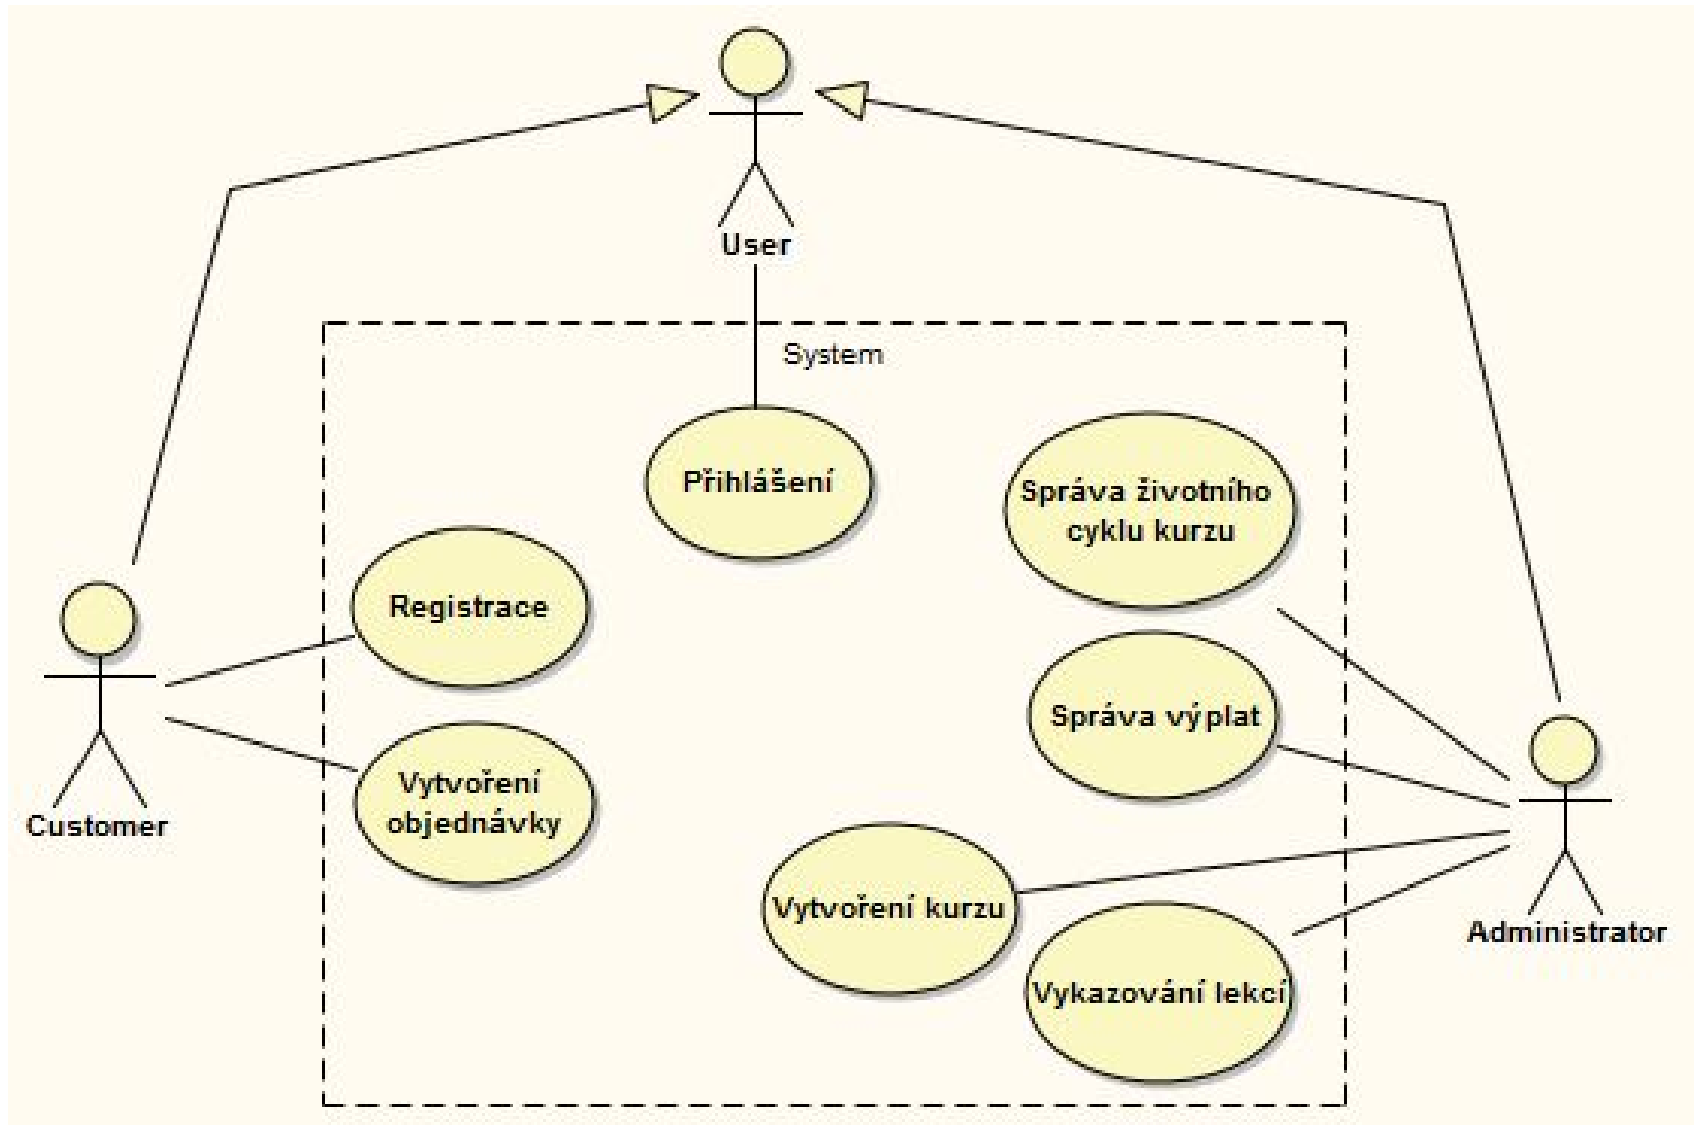 User
System
Přihlášení
Správa životního
cyklu kurzu
Registrace
Správa výplat
Vytvoření
objednávky
Customer
Vytvoření kurzu
Administrator
Vykazování lekcí